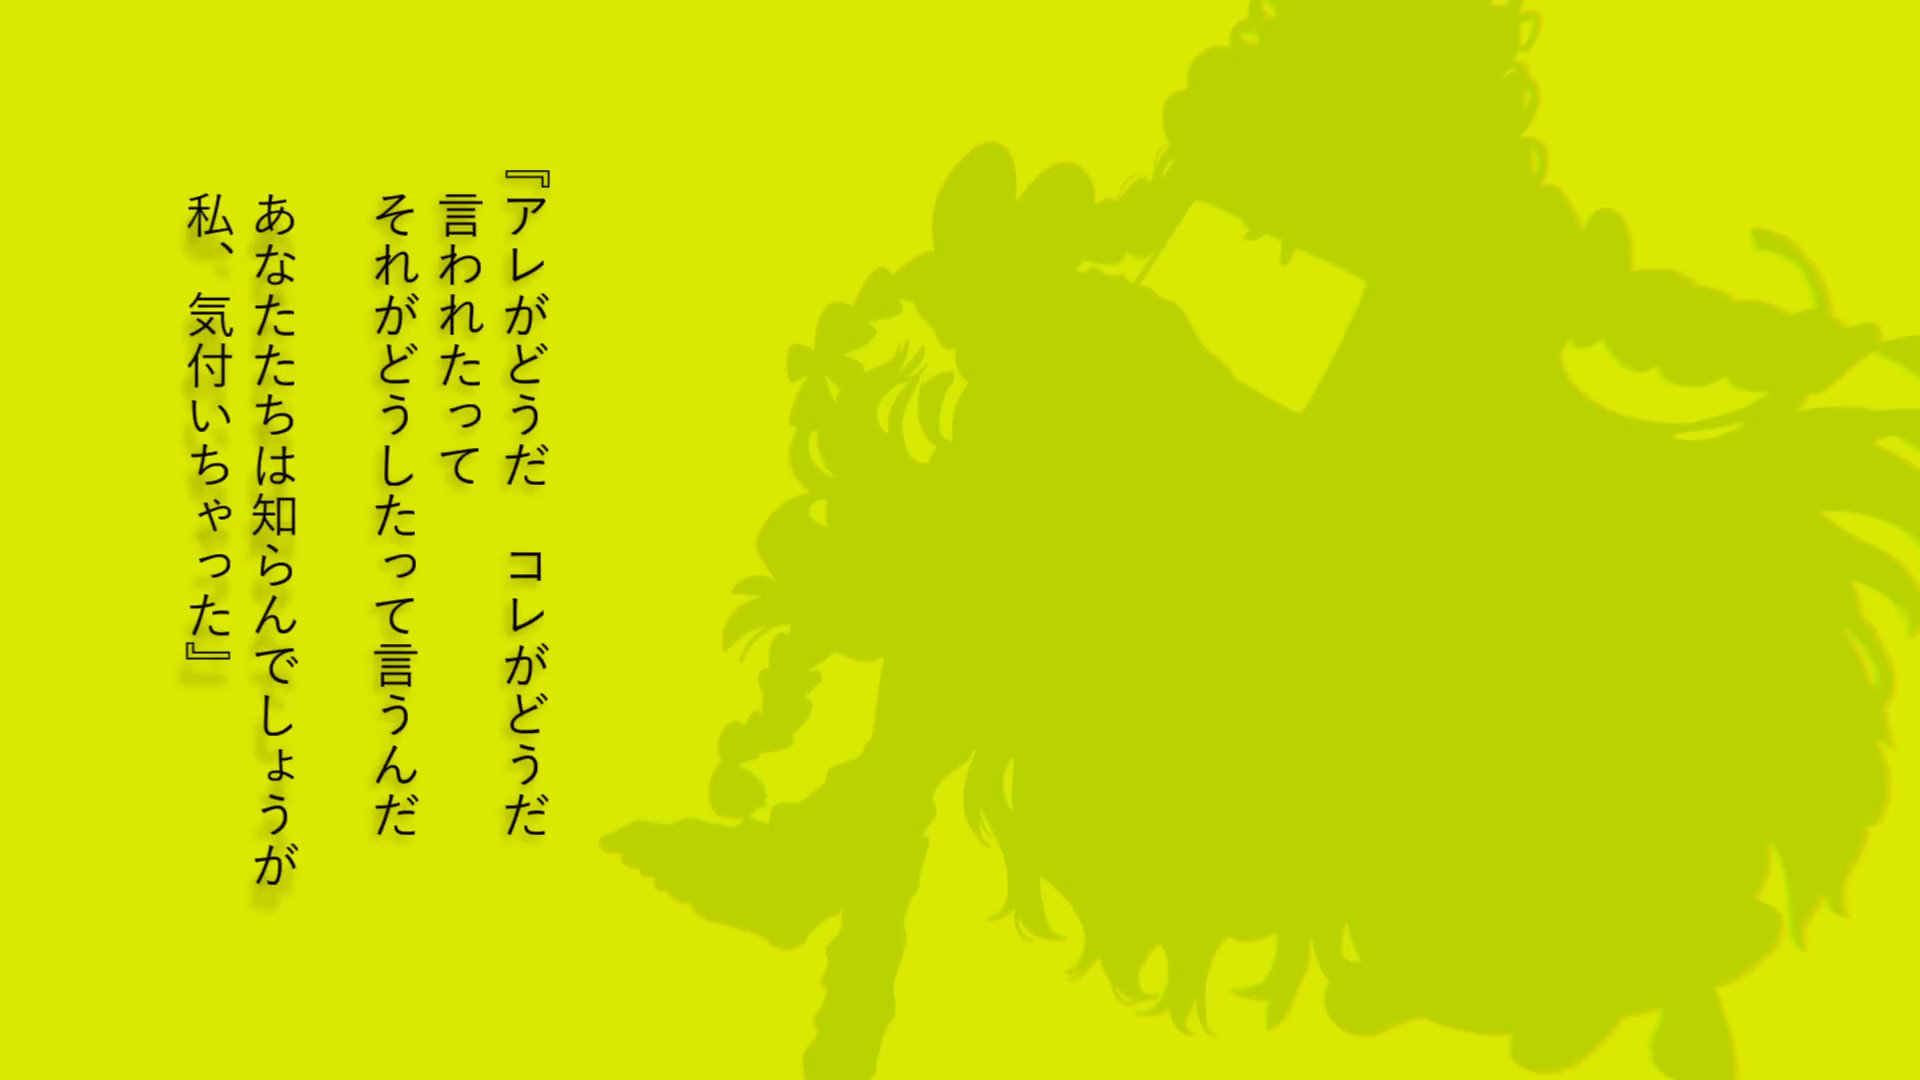 『アレがどうだ　コレがどうだ
言われたって
それがどうしたって言うんだ
あなたたちは知らんでしょうが
私、気付いちゃった』